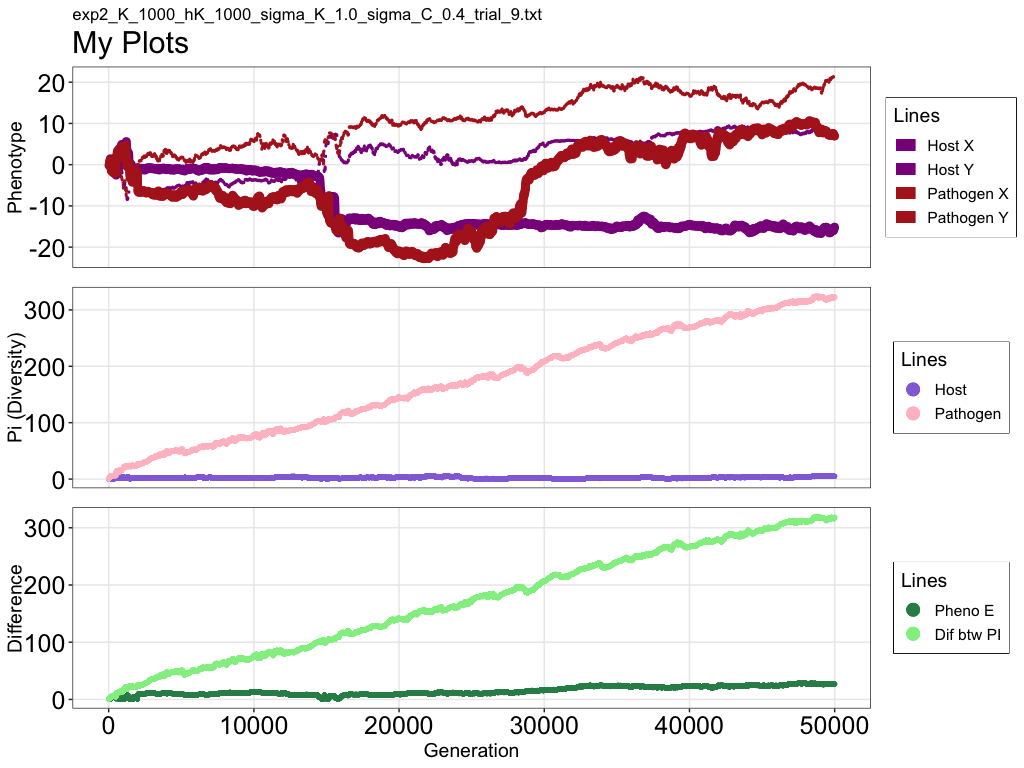 exp2_K_1000_hK_1000_sigma_K_1.0_sigma_C_0.4_trial_9.txt
My Plots
Phenotype
20
10
0
-10
-20
Lines
Host X
Host Y
Pathogen X
Pathogen Y
Pi (Diversity)
300
200
100
0
Lines
Host
Pathogen
Difference
300
200
100
0
Lines
Pheno E
Dif btw PI
0 10000 20000 30000 40000 50000
Generation